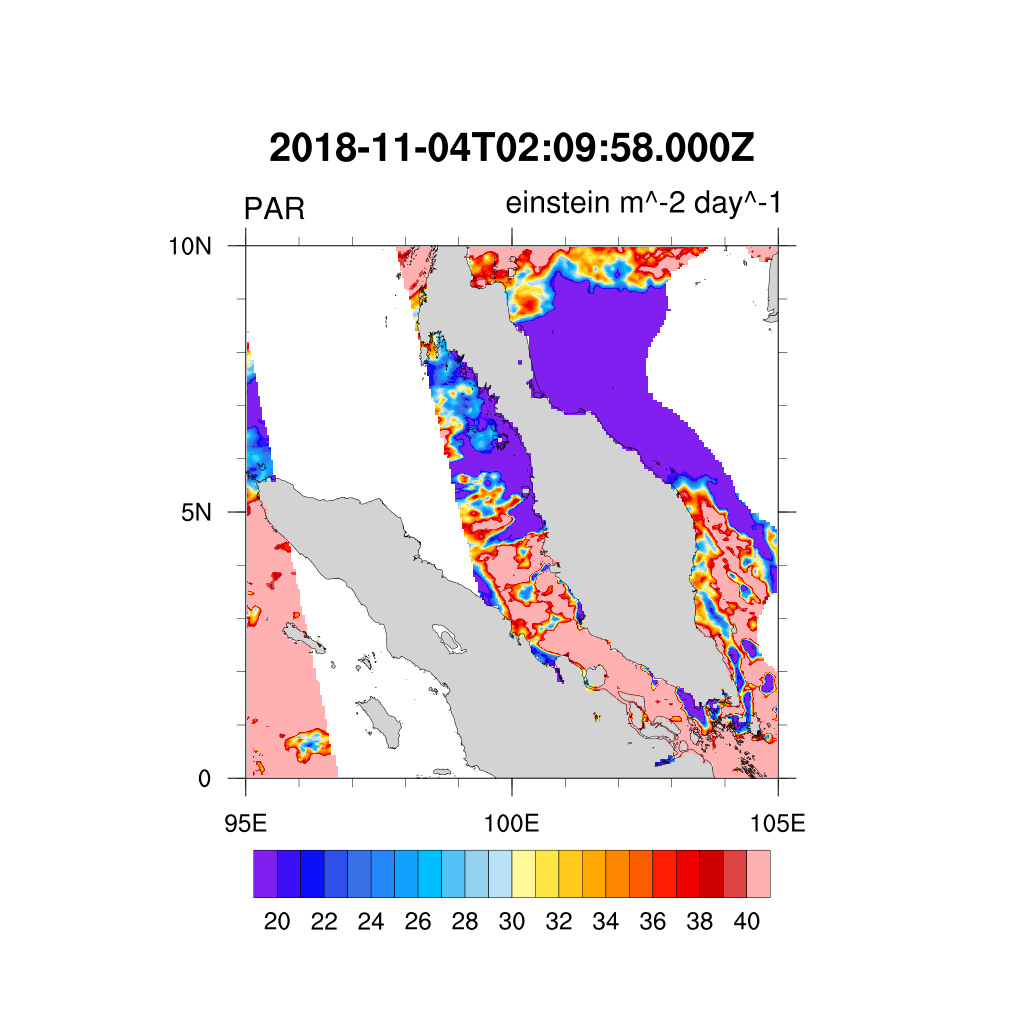 2018-11-04T02:09:58.000Z
PAR einstein m^-2 day^-1
10N
5N
0
95E 100E 105E
20 22 24 26 28 30 32 34 36 38 40